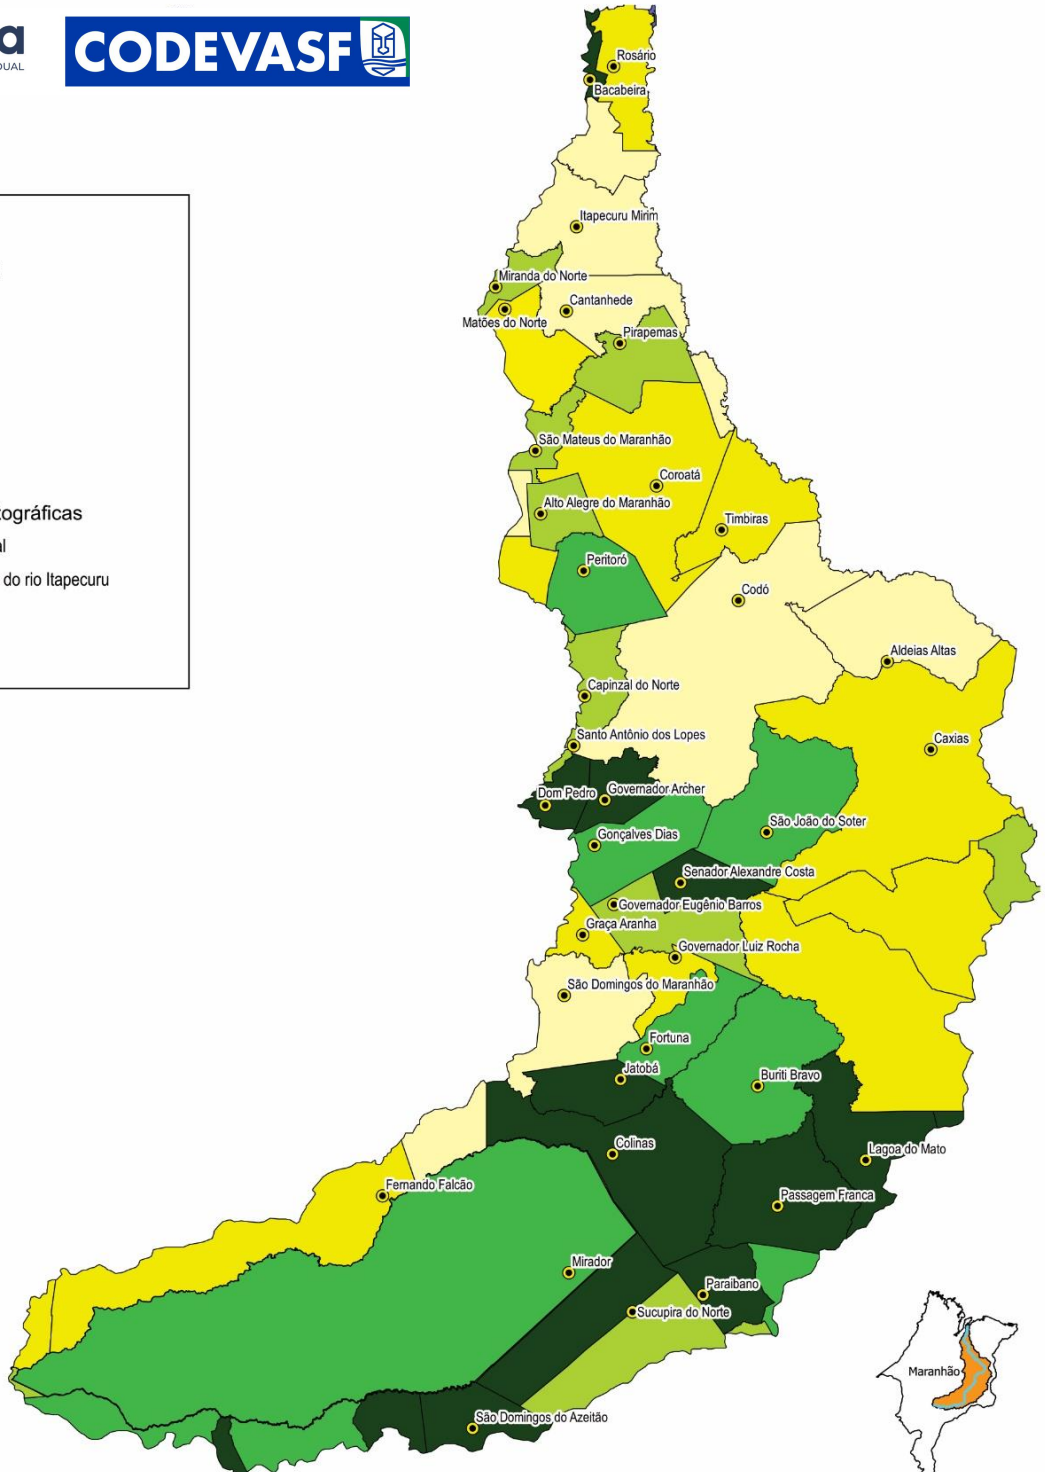 a
DUAL
CODEVASF
Rosário
Bacabeira
Itapecuru Mirim
Miranda do Norte
Cantanhede
Matões do Norte
Pirapemas
São Mateus do Maranhão
Coroatá
Alto Alegre do Maranhão
Timbiras
ográficas
al
do rio Itapecuru
Peritoró
Codó
Aldeias Altas
Capinzal do Norte
Santo Antônio dos Lopes
Caxias
Dom Pedro
Governador Archer
Gonçalves Dias
São João do Soter
Senador Alexandre Costa
Governador Eugênio Barros
Graça Aranha
Governador Luiz Rocha
São Domingos do Maranhão
Fortuna
Jatobá
Buriti Bravo
Colinas
Lagoa do Mato
Fernando Falcão
Passagem Franca
Mirador
Paraibano
Sucupira do Norte
Maranhão
São Domingos do Azeitão